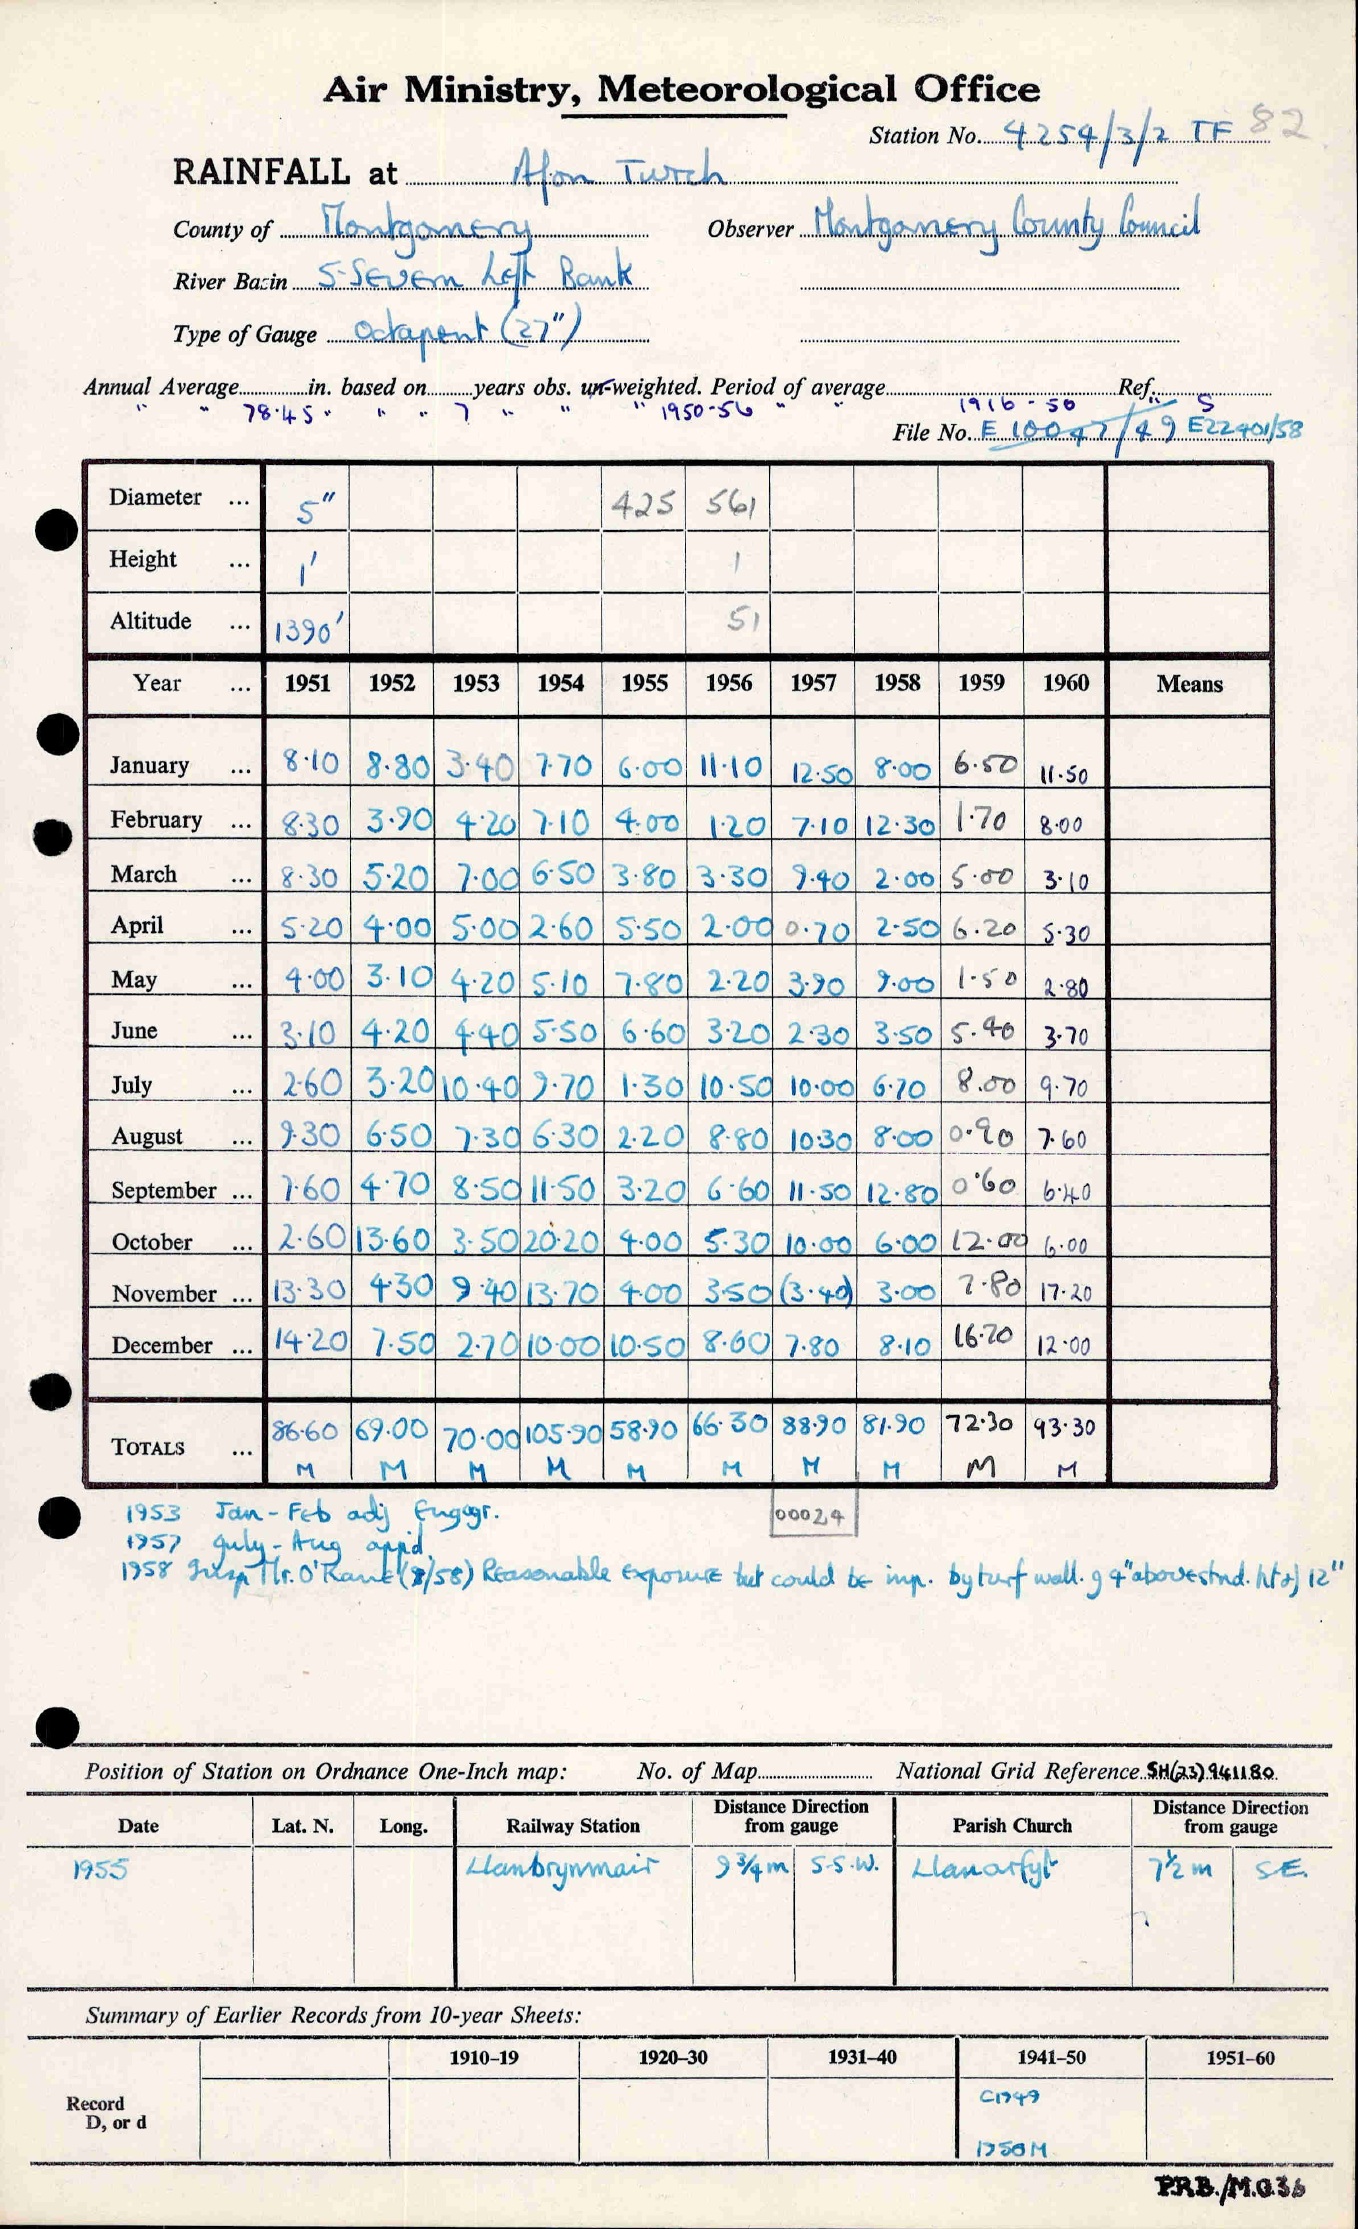 Air Ministry, Meteorological Office
Station No. 4254/3/2 TF 82
RAINFALL at Afon Twrch
County of Montgomery Observer Montgomery County Council
River Basin 5-Severn Left Bank
Type of Gauge Octapent (27")
Annual Average in. based on years obs. un-weighted. Period of average Ref.
" " 78.45 " " " 7 " " " 1950-56 " " 1916-50 " S
File No. E 10047/49 E22401/58
Diameter ... 5" 425 561
Height ... 1' 1
Altitude ... 1390' 51
Year ... 1951 1952 1953 1954 1955 1956 1957 1958 1959 1960 Means
January ... 8.10 8.80 3.40 7.70 6.00 11.10 12.50 8.00 6.50 11.50
February ... 8.30 3.90 4.20 7.10 4.00 1.20 7.10 12.30 1.70 8.00
March ... 8.30 5.20 7.00 6.50 3.80 3.30 9.40 2.00 5.00 3.10
April ... 5.20 4.00 5.00 2.60 5.50 2.00 0.70 2.50 6.20 5.30
May ... 4.00 3.10 4.20 5.10 7.80 2.20 3.90 9.00 1.50 2.80
June ... 3.10 4.20 4.40 5.50 6.60 3.20 2.30 3.50 5.40 3.70
July ... 2.60 3.20 10.40 9.70 1.30 10.50 10.00 6.70 8.00 9.70
August ... 9.30 6.50 7.30 6.30 2.20 8.80 10.30 8.00 0.90 7.60
September ... 7.60 4.70 8.50 11.50 3.20 6.60 11.50 12.80 0.60 6.40
October ... 2.60 13.60 3.50 20.20 4.00 5.30 10.00 6.00 12.00 6.00
November ... 13.30 4.30 9.40 13.70 4.00 3.50 (3.40) 3.00 7.80 17.20
December ... 14.20 7.50 2.70 10.00 10.50 8.60 7.80 8.10 16.70 12.00
TOTALS ... 86.60 69.00 70.00 105.90 58.90 66.30 88.90 81.90 72.30 93.30
M M M M M M M M M M
1953 Jan - Feb adj 00024
1957 July - Aug appd.
1958 Insp Mr. O'Kane (8/58) Reasonable exposure but could be imp. by turf wall. g 4" above stnd. ht of 12"
Position of Station on Ordnance One-Inch map: No. of Map National Grid Reference SH(23)941180
Date Lat. N. Long. Railway Station Distance Direction from gauge Parish Church Distance Direction from gauge
1955 Llanbrynmair 9 3/4 m S.S.W. 7 1/2 m S.E.
Summary of Earlier Records from 10-year Sheets:
1910–19 1920–30 1931–40 1941–50 1951–60
Record
D, or d
C1949
1950M
P.R.B./M.O.36